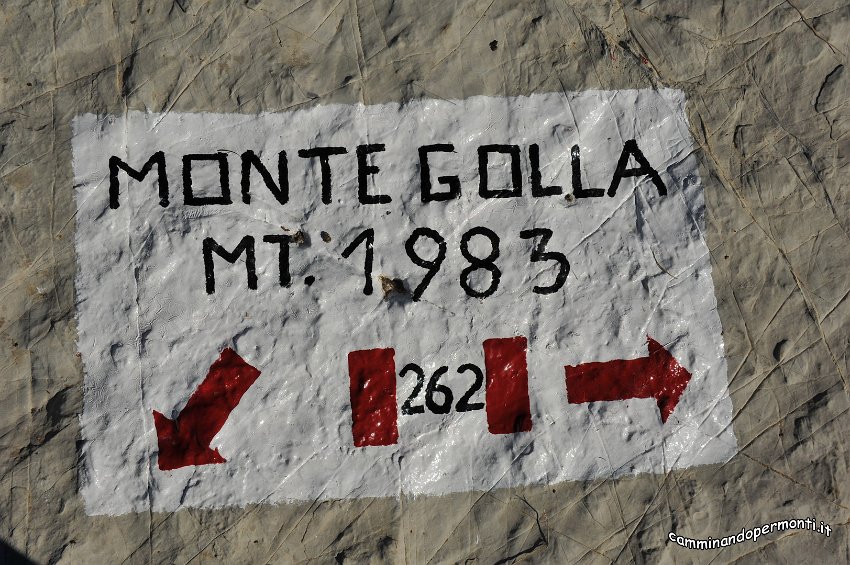 MONTE GOLLA
MT. 1983
262
camminandopermonti.it